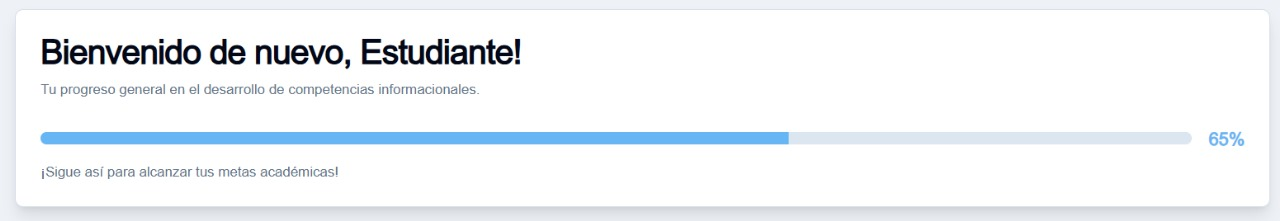 Bienvenido de nuevo, Estudiante!
Tu progreso general en el desarrollo de competencias informacionales.
65%
¡Sigue así para alcanzar tus metas académicas!